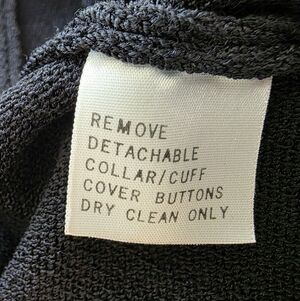 REMOVE
DETACHABLE
COLLAR/CUFF
COVER BUTTONS
DRY CLEAN ONLY